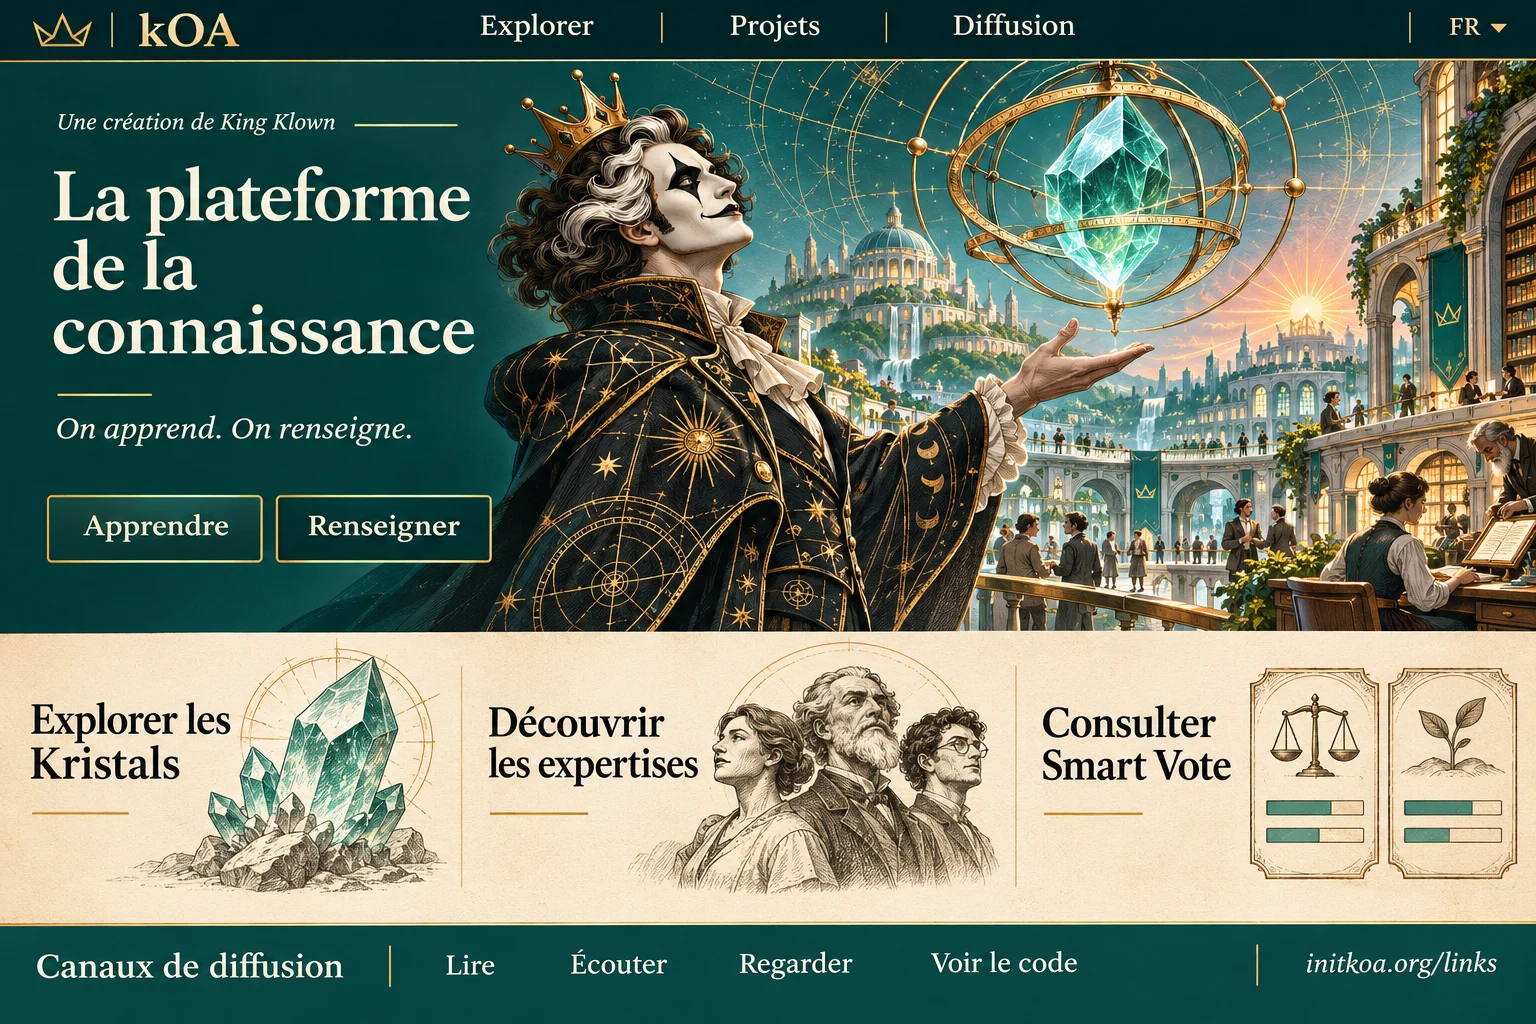 kOA
Explorer
Projets
Diffusion
FR
Une création de King Klown
La plateforme
de la
connaissance
On apprend. On renseigne.
Apprendre
Renseigner
Explorer les
Kristals
Découvrir
les expertises
Consulter
Smart Vote
Canaux de diffusion
Lire
Écouter
Regarder
Voir le code
initkoa.org/links